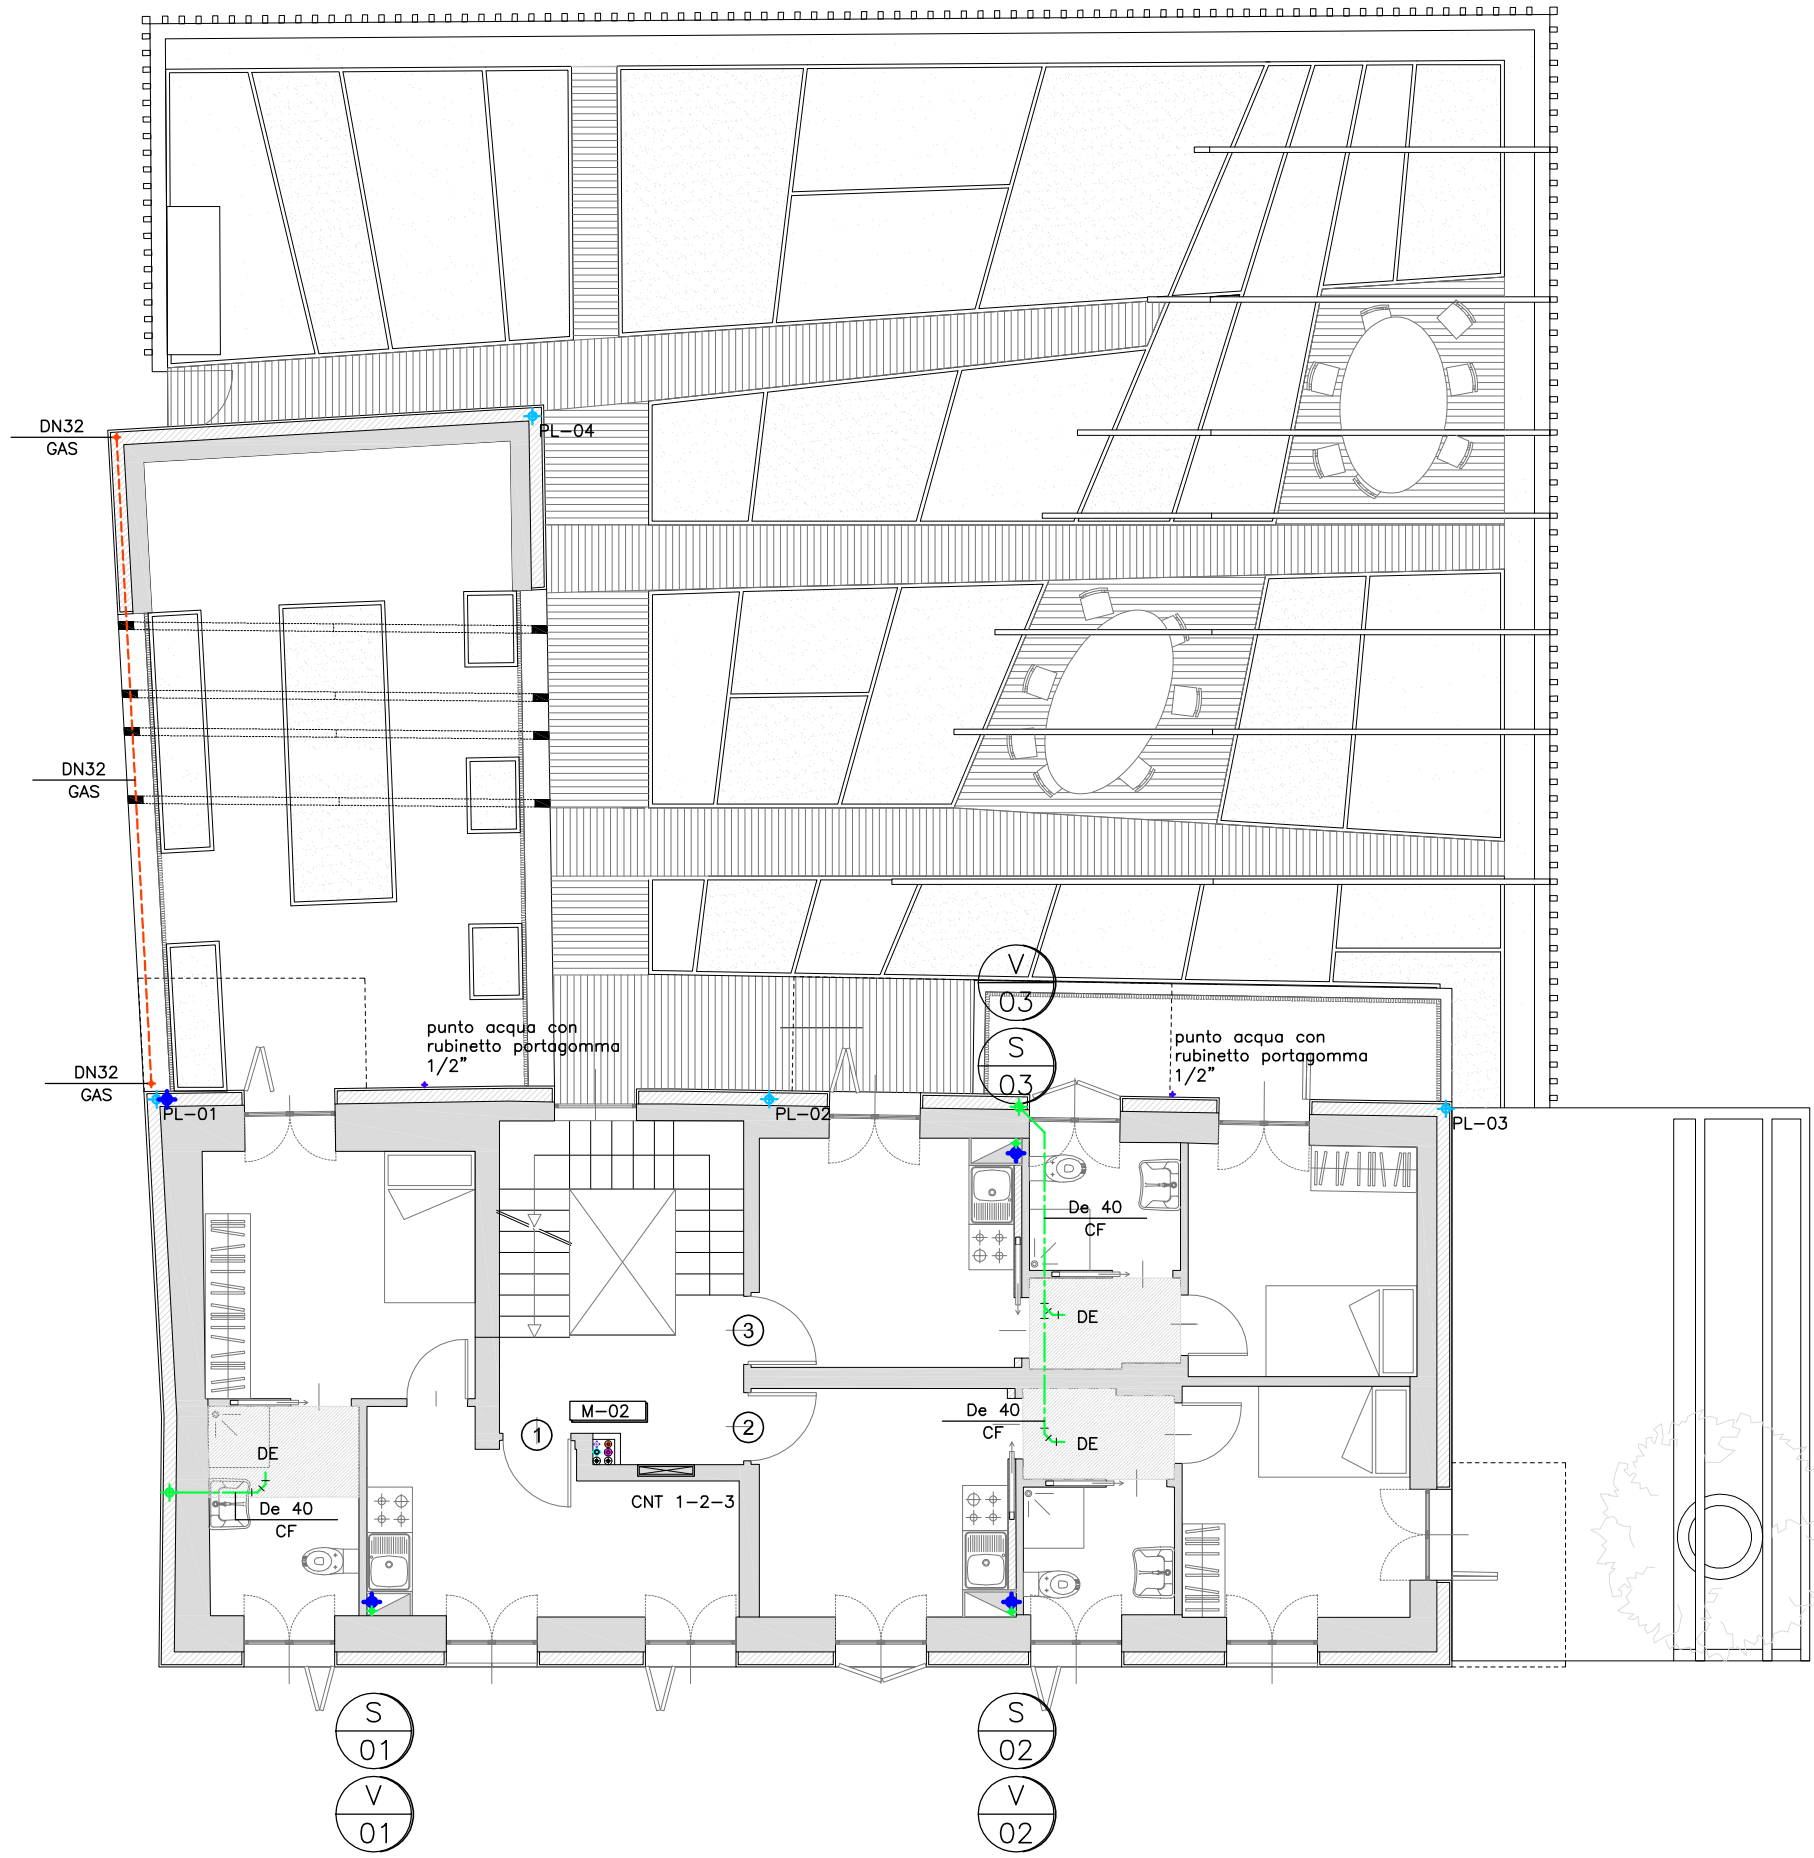 DN32
GAS
PL-04
DN32
GAS
V
03
punto acqua con
rubinetto portagomma
1/2"
S
03
punto acqua con
rubinetto portagomma
1/2"
DN32
GAS
PL-01
PL-02
PL-03
De 40
CF
DE
3
M-02
1
2
De 40
CF
DE
DE
De 40
CF
CNT 1-2-3
S
01
S
02
V
01
V
02